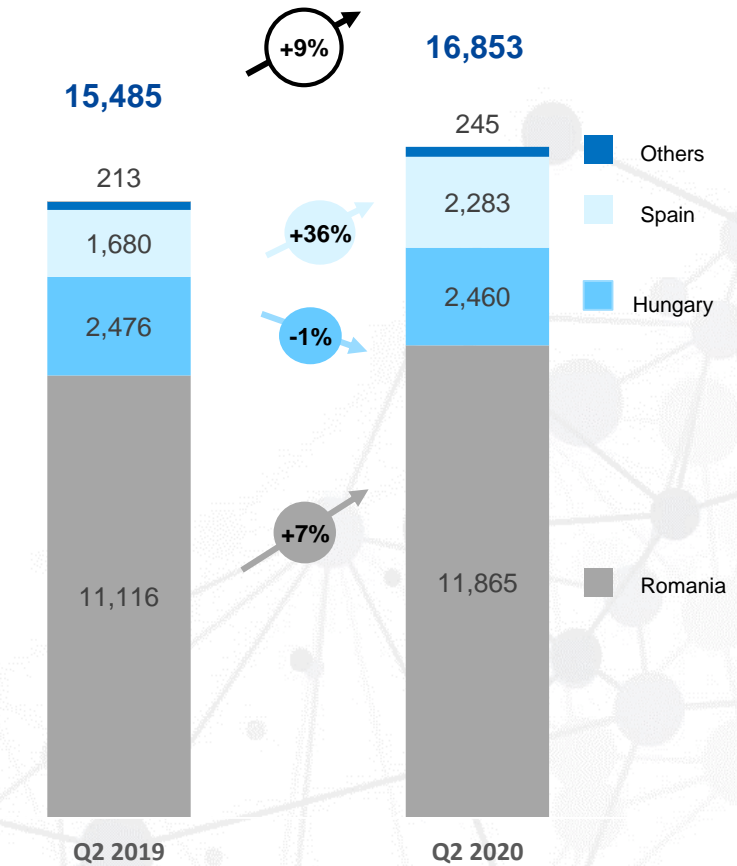 +9%
16,853
15,485
245
Others
213
2,283
Spain
1,680
+36%
2,460
Hungary
2,476
-1%
+7%
11,865
Romania
11,116
Q2 2019
Q2 2020